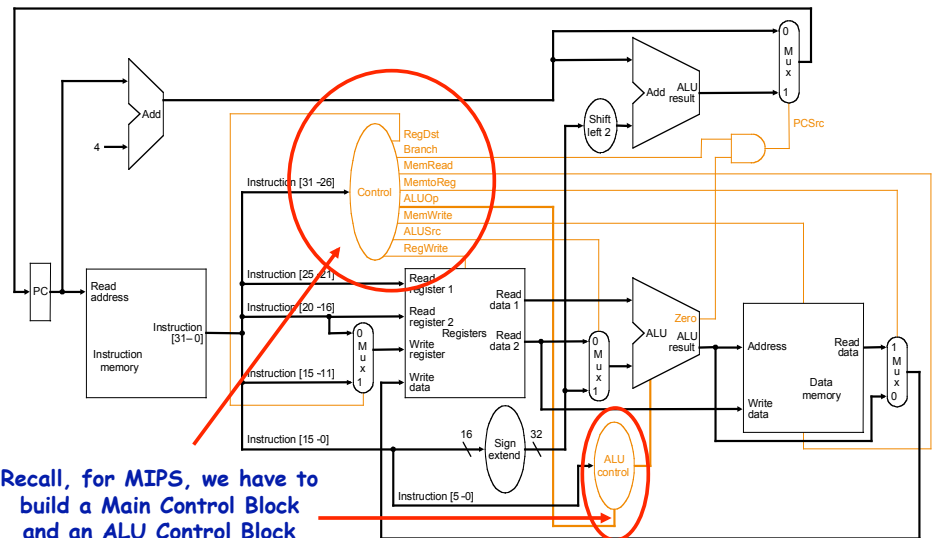 0
M
u
x
1
Add
Add ALU
result
Shift
left 2
PCSrc
4
RegDst
Branch
MemRead
MemtoReg
ALUOp
MemWrite
ALUSrc
RegWrite
Control
Instruction [31-26]
Instruction [25-21]
Instruction [20-16]
Instruction [15-11]
Instruction [15-0]
Instruction [5-0]
PC
Read
address
Instruction
[31–0]
Instruction
memory
0
M
u
x
1
Read
register 1
Read
register 2
Write
register
Write
data
Registers
Read
data 1
Read
data 2
0
M
u
x
1
Zero
ALU ALU
result
Address
Write
data
Read
data
Data
memory
1
M
u
x
0
16
32
Sign
extend
ALU
control
Recall, for MIPS, we have to
build a Main Control Block
and an ALU Control Block